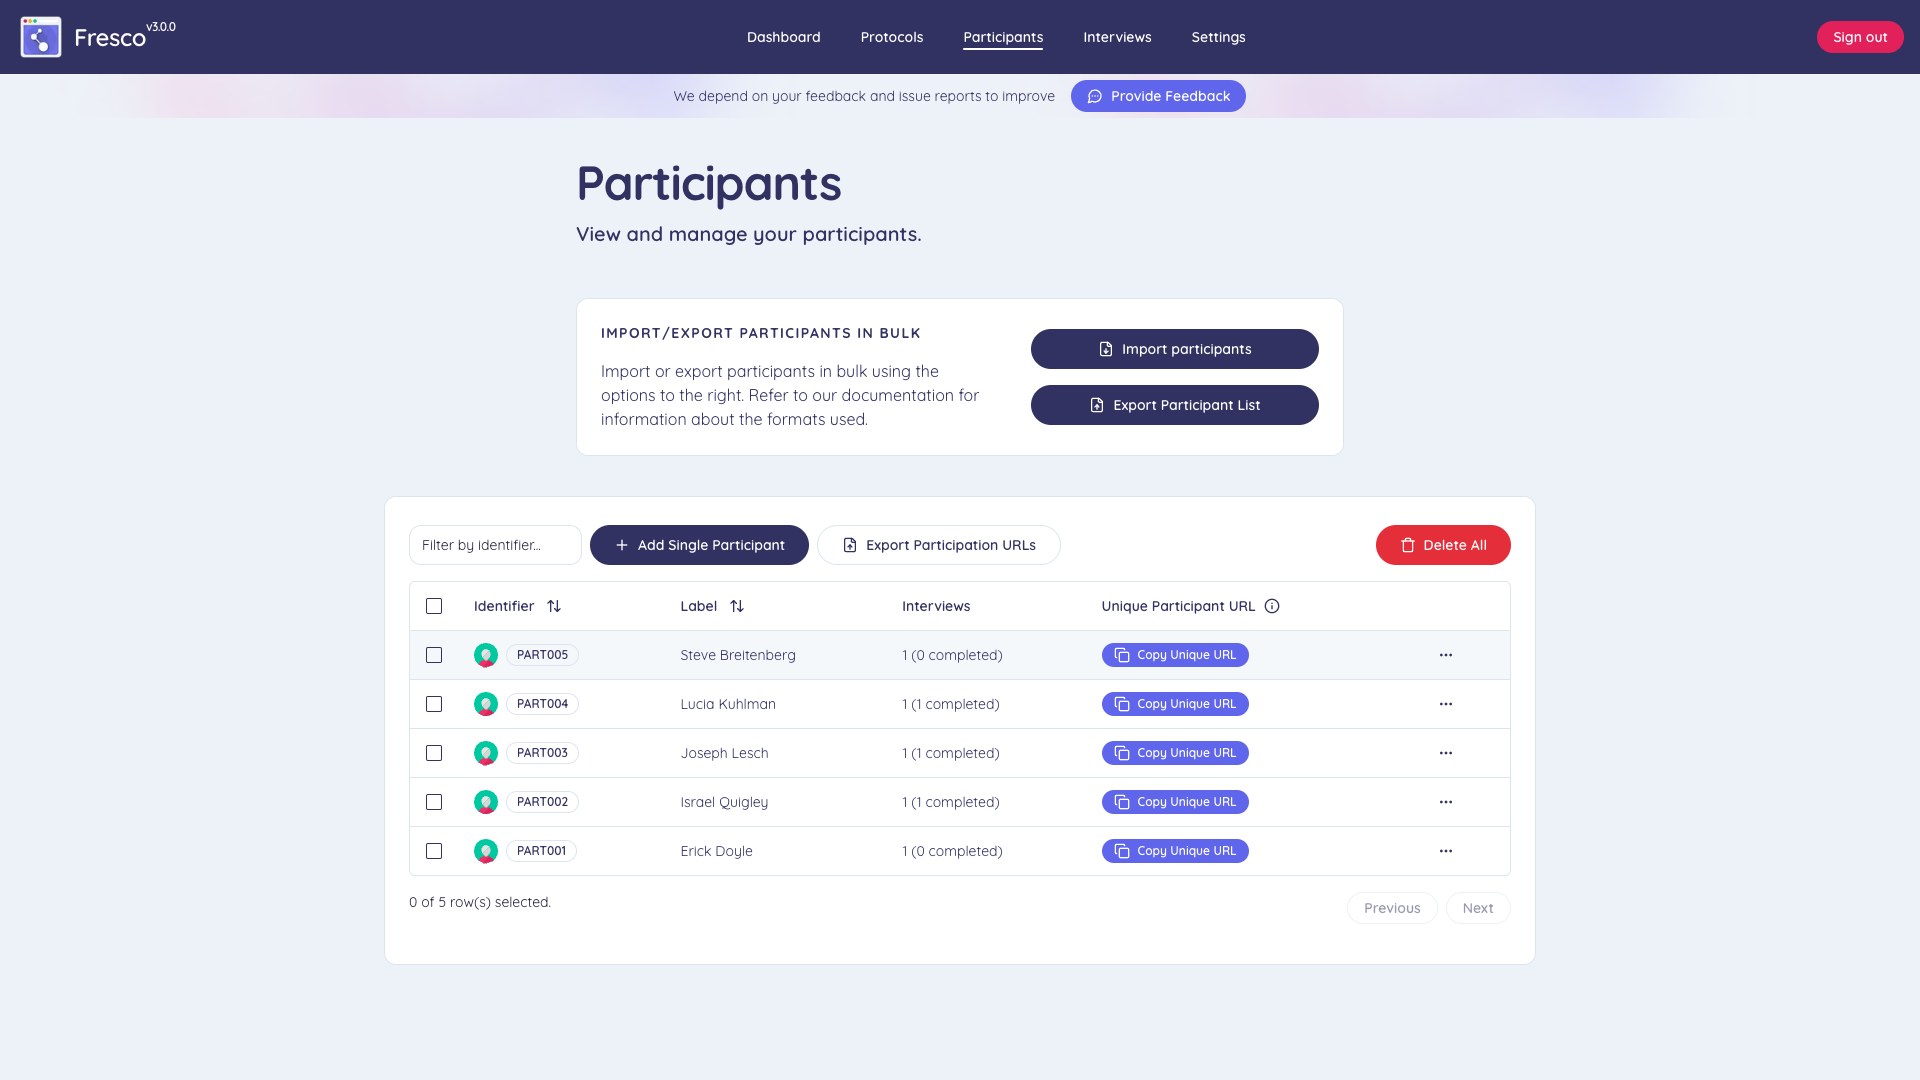 Fresco v3.0.0
Dashboard Protocols Participants Interviews Settings
Sign out
We depend on your feedback and issue reports to improve
Provide Feedback
Participants
View and manage your participants.
IMPORT/EXPORT PARTICIPANTS IN BULK
Import or export participants in bulk using the
options to the right. Refer to our documentation for
information about the formats used.
Import participants
Export Participant List
Filter by identifier...
Add Single Participant
Export Participation URLs
Delete All
Identifier Label Interviews Unique Participant URL
PART005 Steve Breitenberg 1 (0 completed) Copy Unique URL
PART004 Lucia Kuhlman 1 (1 completed) Copy Unique URL
PART003 Joseph Lesch 1 (1 completed) Copy Unique URL
PART002 Israel Quigley 1 (1 completed) Copy Unique URL
PART001 Erick Doyle 1 (0 completed) Copy Unique URL
0 of 5 row(s) selected.
Previous Next